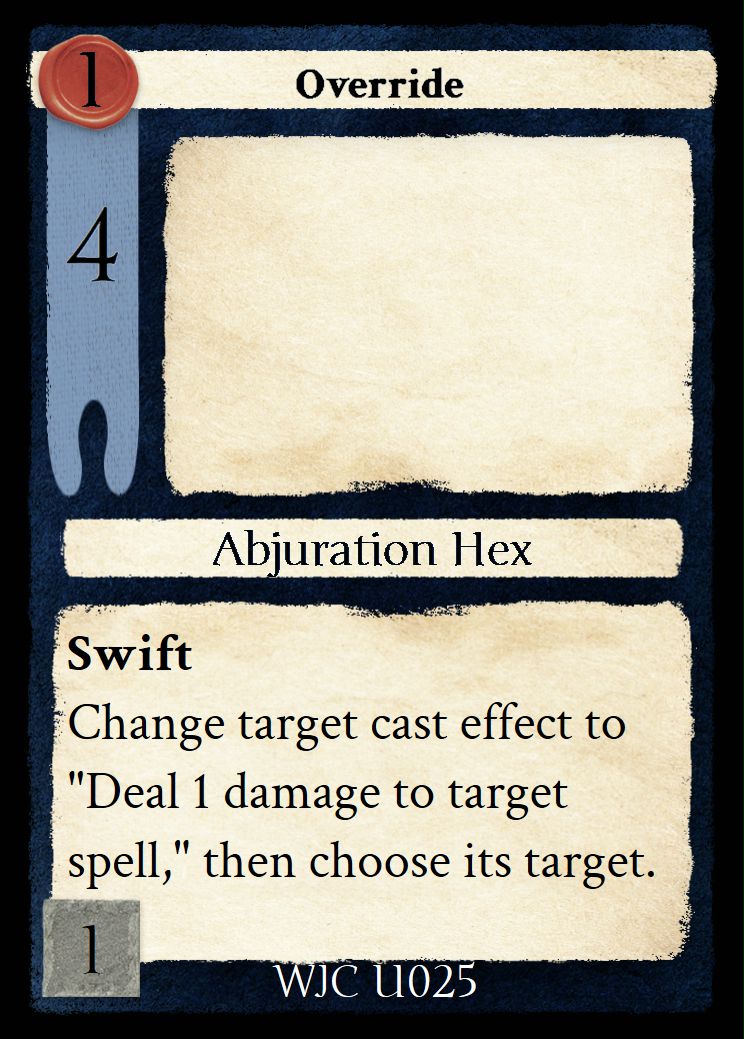 1
Override
4
Abjuration Hex
Swift
Change target cast effect to
"Deal 1 damage to target
spell," then choose its target.
1
WJC U025